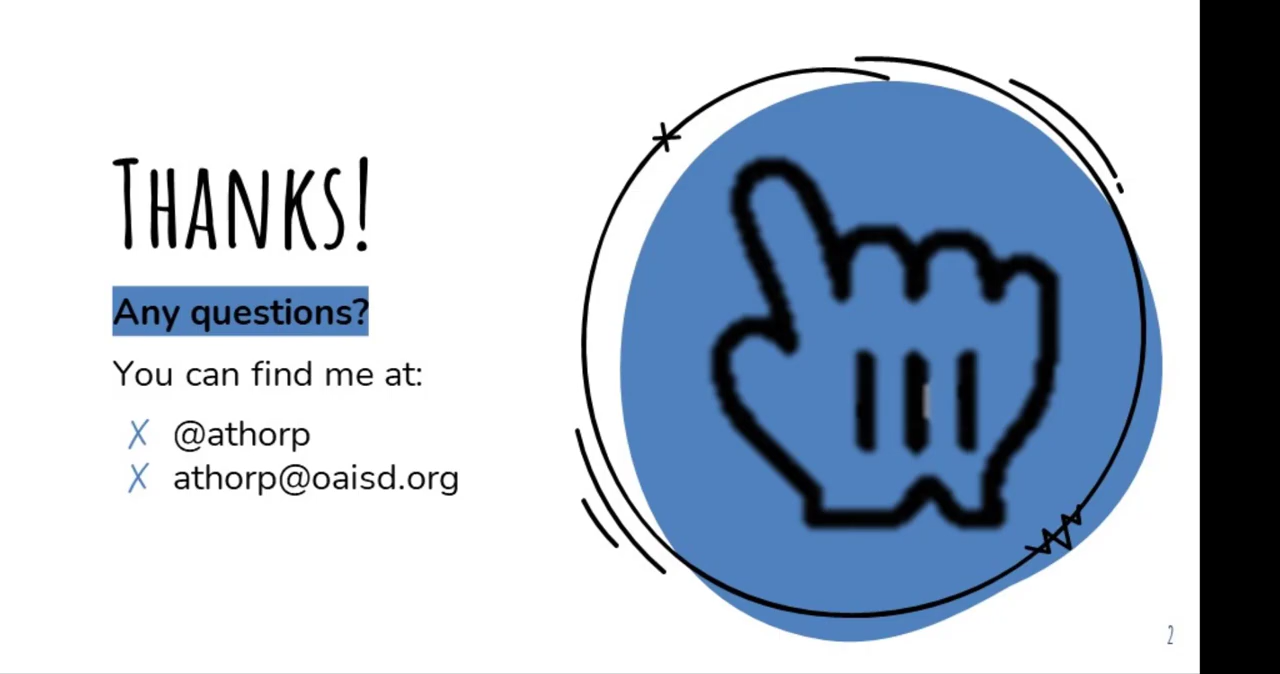 THANKS!
Any questions?
You can find me at:
X @athorp
X athorp@oaisd.org
2